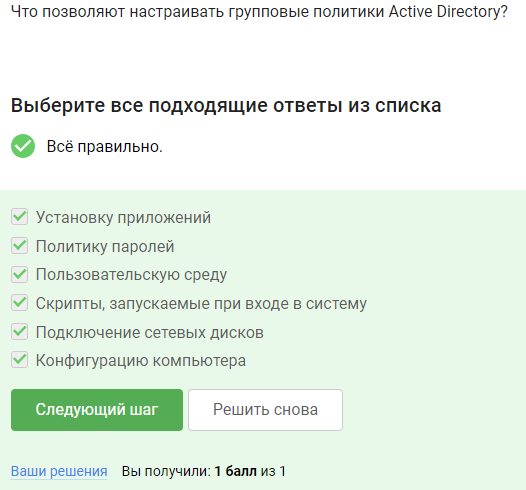 Что позволяют настраивать групповые политики Active Directory?
Выберите все подходящие ответы из списка
Всё правильно.
Установку приложений
Политику паролей
Пользовательскую среду
Скрипты, запускаемые при входе в систему
Подключение сетевых дисков
Конфигурацию компьютера
Следующий шаг Решить снова
Ваши решения Вы получили: 1 балл из 1